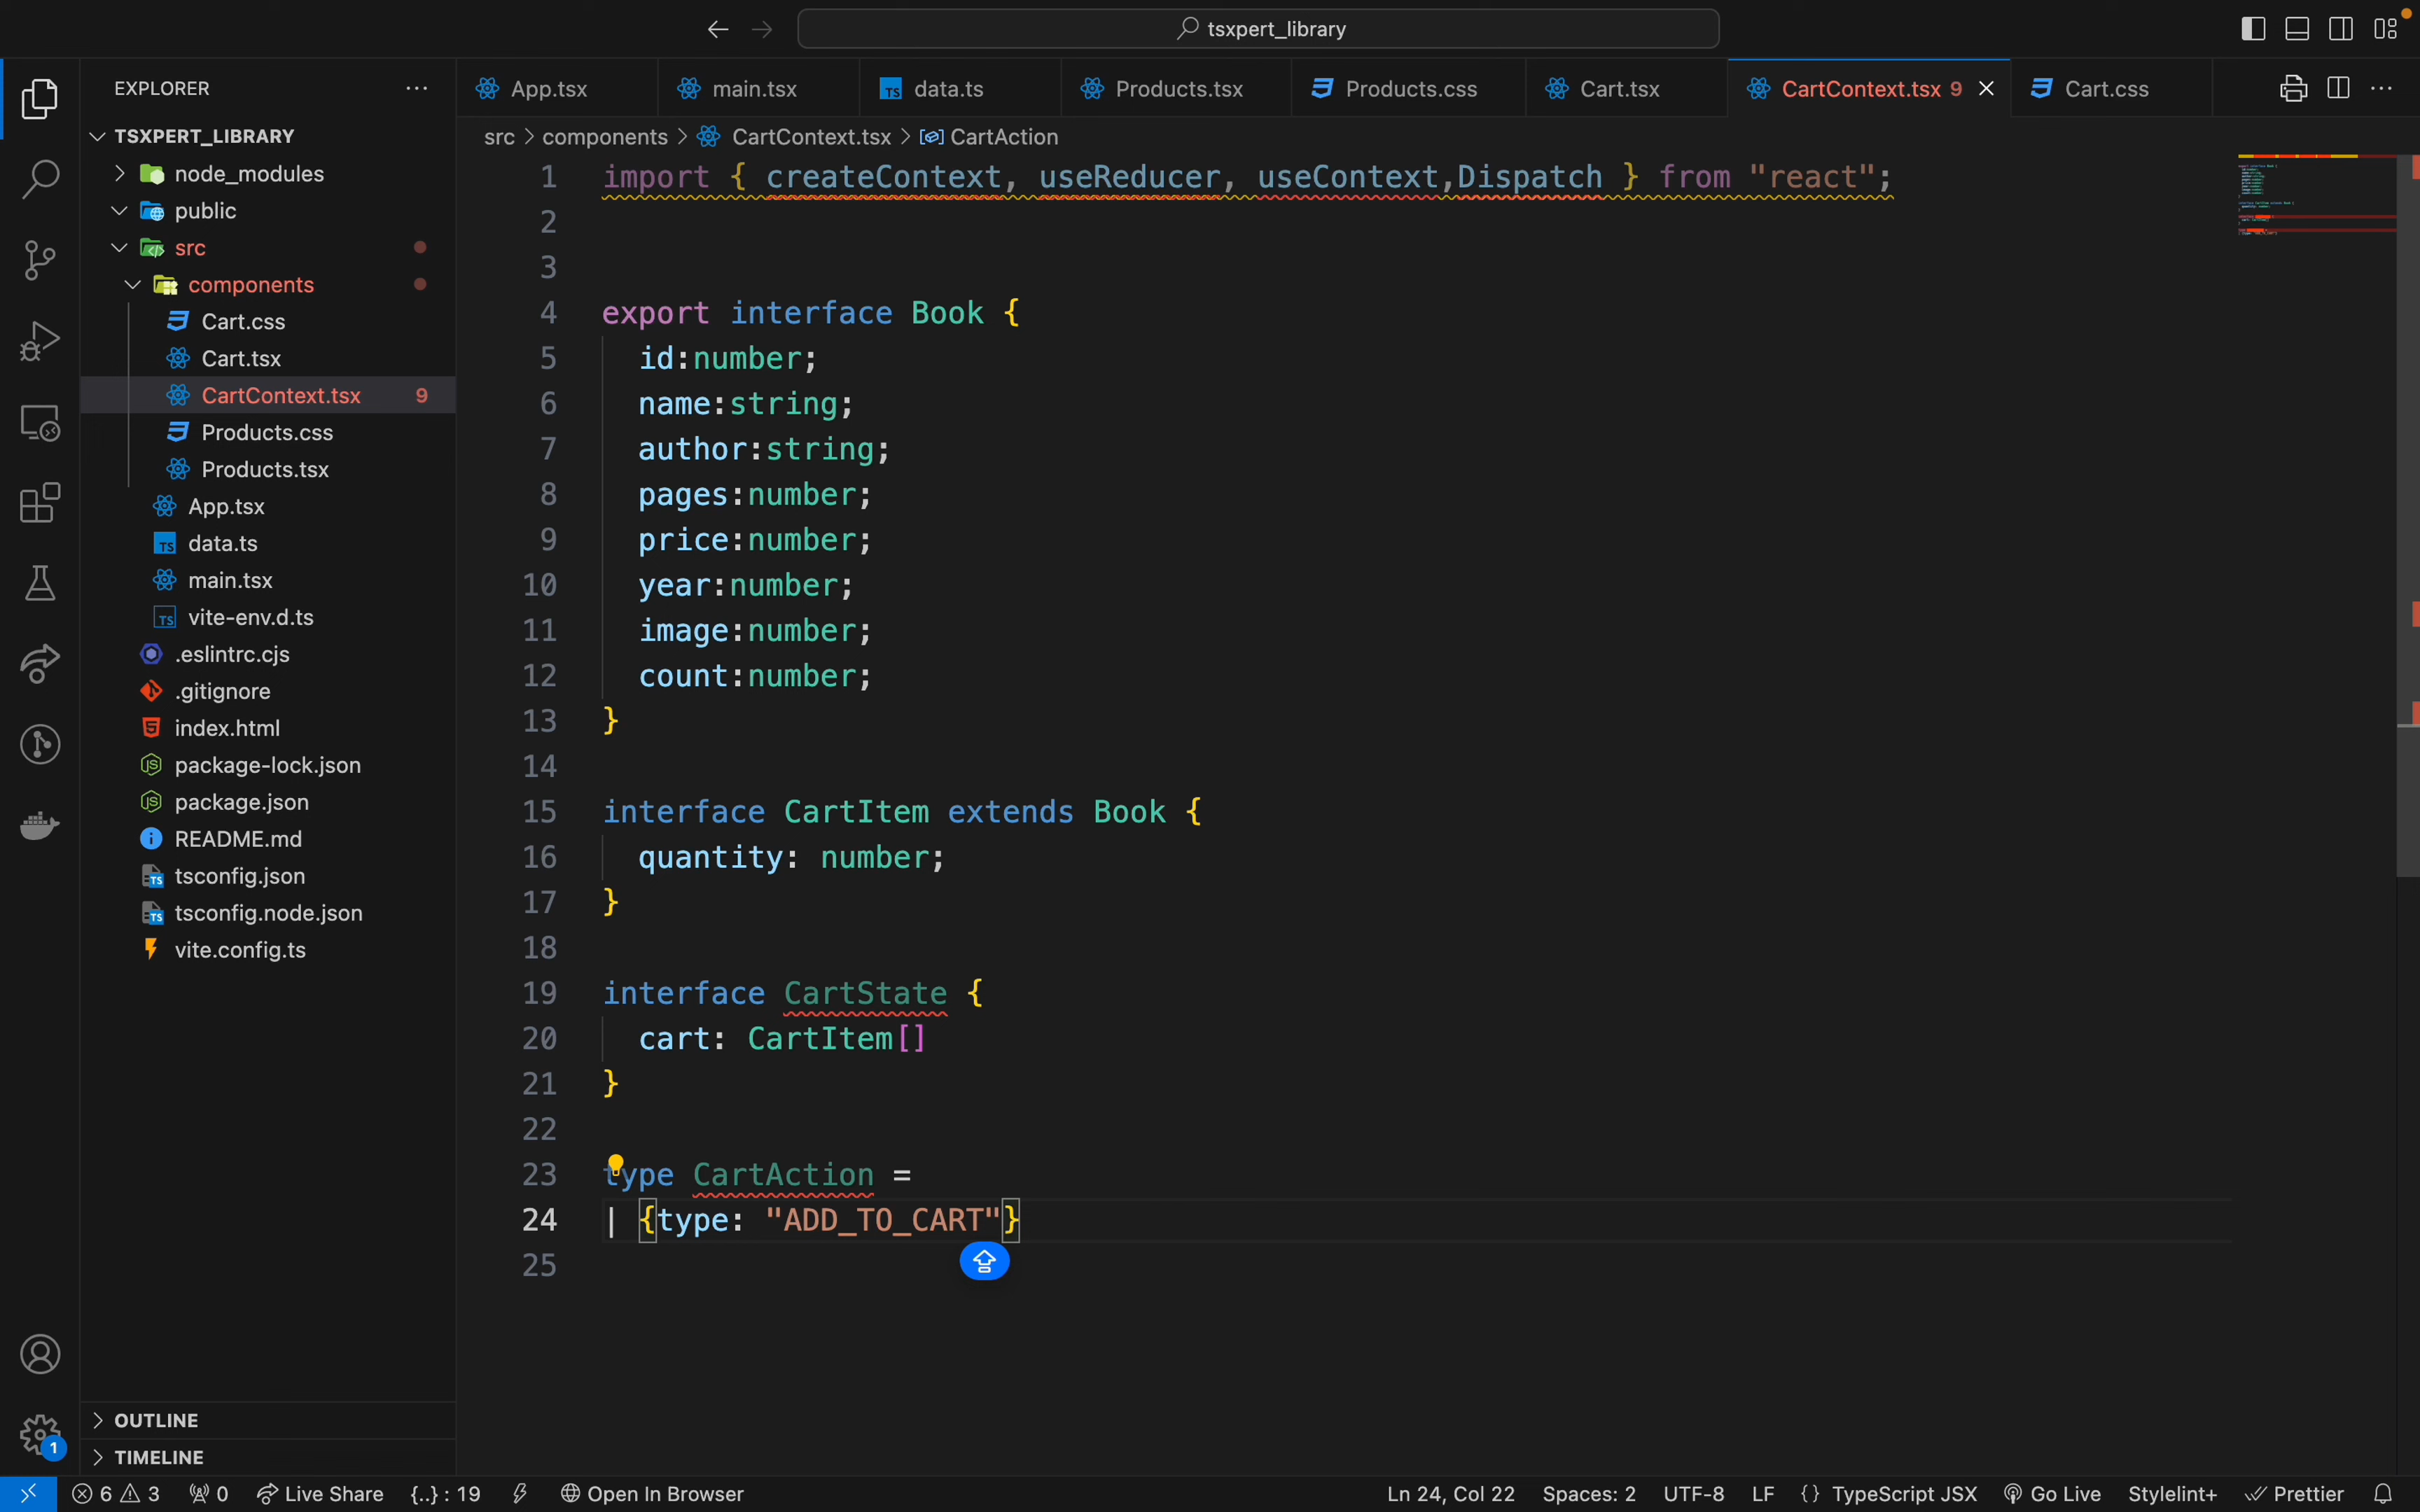 tsxpert_library
EXPLORER
TSXPERT_LIBRARY
node_modules
public
src
components
Cart.css
Cart.tsx
CartContext.tsx 9
Products.css
Products.tsx
App.tsx
data.ts
main.tsx
vite-env.d.ts
.eslintrc.cjs
.gitignore
index.html
package-lock.json
package.json
README.md
tsconfig.json
tsconfig.node.json
vite.config.ts
OUTLINE
TIMELINE
1
App.tsx main.tsx data.ts Products.tsx Products.css Cart.tsx CartContext.tsx 9 Cart.css
src > components > CartContext.tsx > CartAction
1 import { createContext, useReducer, useContext,Dispatch } from "react";
2
3
4 export interface Book {
5 id:number;
6 name:string;
7 author:string;
8 pages:number;
9 price:number;
10 year:number;
11 image:number;
12 count:number;
13 }
14
15 interface CartItem extends Book {
16 quantity: number;
17 }
18
19 interface CartState {
20 cart: CartItem[]
21 }
22
23 type CartAction =
24 | {type: "ADD_TO_CART"}
25
6 3 0 Live Share {..} : 19 Open In Browser Ln 24, Col 22 Spaces: 2 UTF-8 LF {} TypeScript JSX Go Live Stylelint+ Prettier